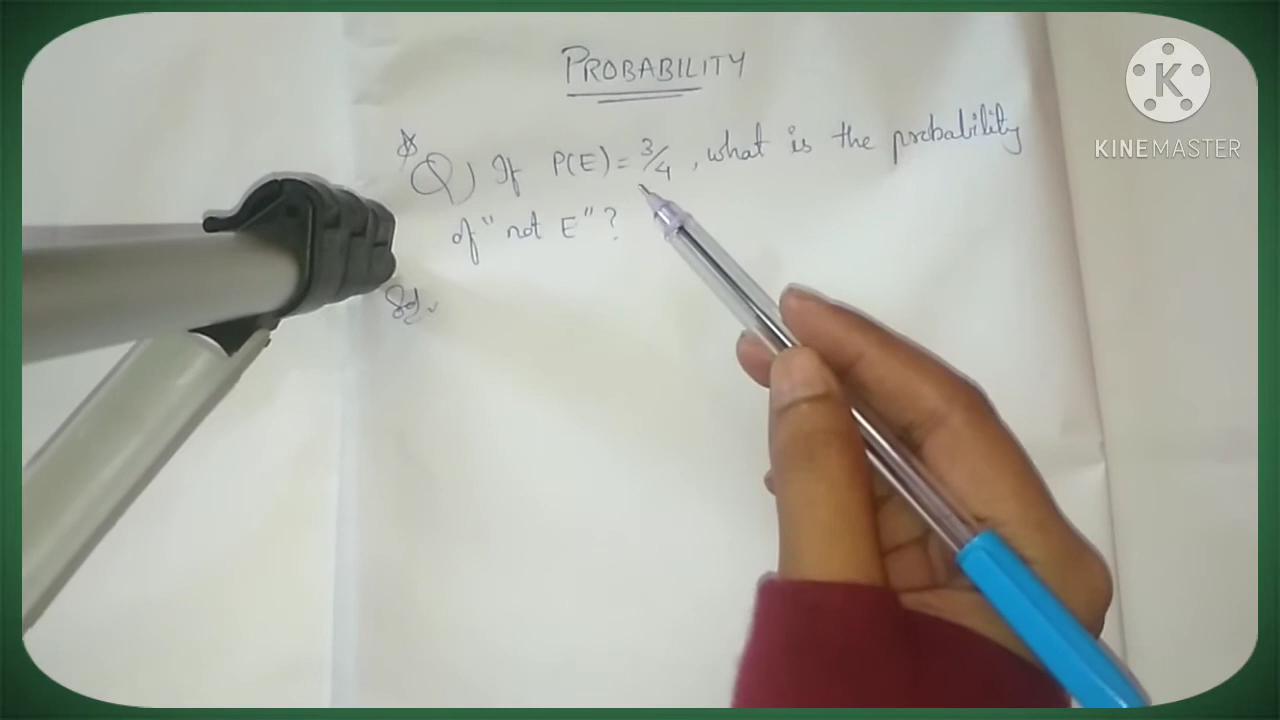 PROBABILITY
Q) If P(E) = 3/4, what is the probability
of "not E" ?
Sol.
K
KINEMASTER